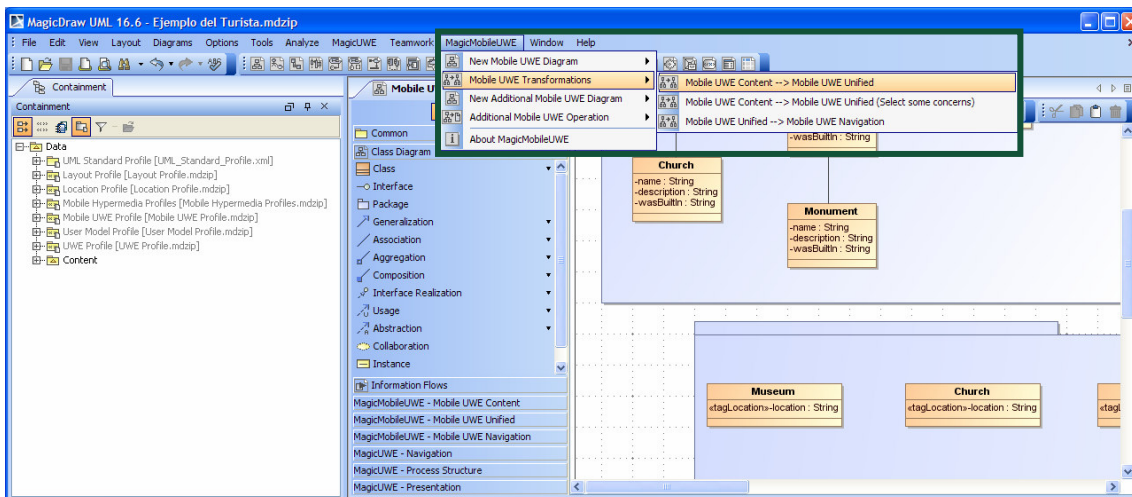 MagicDraw UML 16.6 - Ejemplo del Turista.mdzip
File Edit View Layout Diagrams Options Tools Analyze MagicUWE Teamwork MagicMobileUWE Window Help
New Mobile UWE Diagram
Mobile UWE Transformations
New Additional Mobile UWE Diagram
Additional Mobile UWE Operation
About MagicMobileUWE
Mobile UWE Content --> Mobile UWE Unified
Mobile UWE Content --> Mobile UWE Unified (Select some concerns)
Mobile UWE Unified --> Mobile UWE Navigation
Containment
Containment
Data
UML Standard Profile [UML_Standard_Profile.xml]
Layout Profile [Layout Profile.mdzip]
Location Profile [Location Profile.mdzip]
Mobile Hypermedia Profiles [Mobile Hypermedia Profiles.mdzip]
Mobile UWE Profile [Mobile UWE Profile.mdzip]
User Model Profile [User Model Profile.mdzip]
UWE Profile [UWE Profile.mdzip]
Content
Mobile U
Common
Class Diagram
Class
Interface
Package
Generalization
Association
Aggregation
Composition
Interface Realization
Usage
Abstraction
Collaboration
Instance
Information Flows
MagicMobileUWE - Mobile UWE Content
MagicMobileUWE - Mobile UWE Unified
MagicMobileUWE - Mobile UWE Navigation
MagicUWE - Navigation
MagicUWE - Process Structure
MagicUWE - Presentation
-wasBuiltIn : String
Church
-name : String
-description : String
-wasBuiltIn : String
Monument
-name : String
-description : String
-wasBuiltIn : String
Museum
«tagLocation»-location : String
Church
«tagLocation»-location : String
«tagL